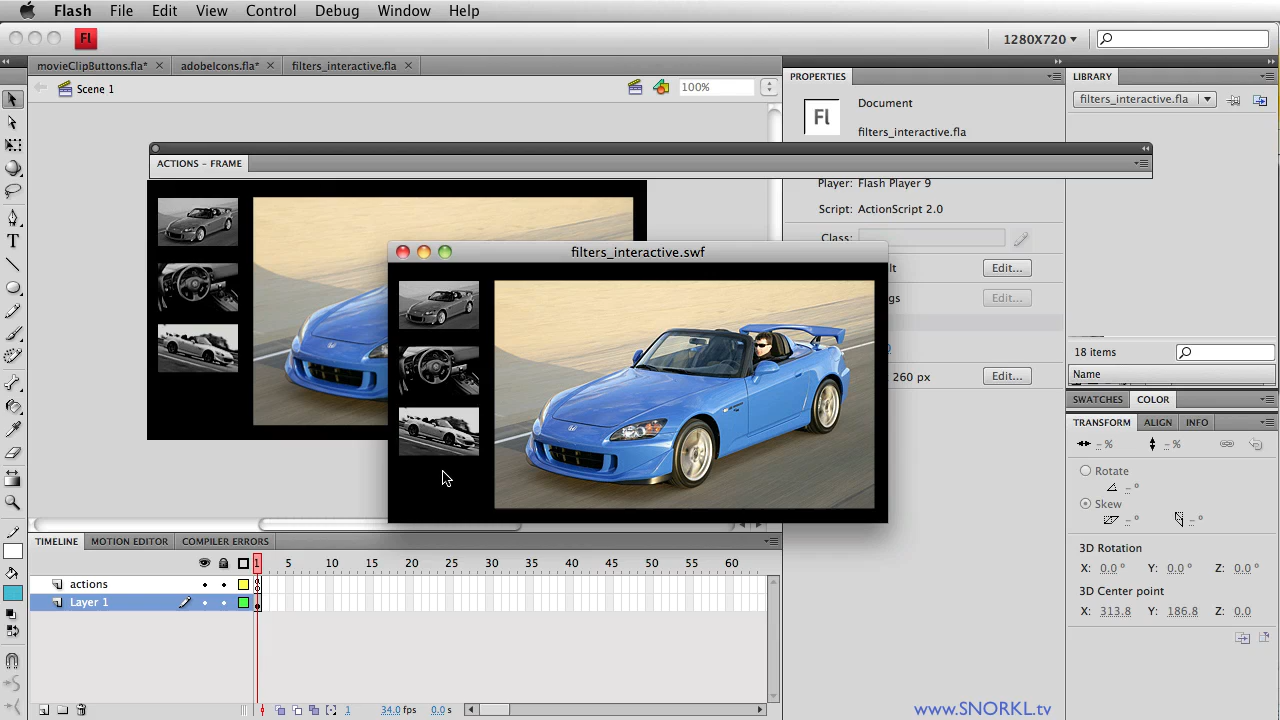 Flash File Edit View Control Debug Window Help
Fl 1280X720
movieClipButtons.fla* adobeIcons.fla* filters_interactive.fla
PROPERTIES
LIBRARY
Scene 1
100%
Document
filters_interactive.fla
Fl
filters_interactive.fla
ACTIONS – FRAME
Player: Flash Player 9
Script: ActionScript 2.0
Class:
filters_interactive.swf
lt Edit...
gs Edit...
260 px Edit...
18 items
Name
SWATCHES COLOR
TRANSFORM ALIGN INFO
– % – %
Rotate
– °
Skew
– ° – °
3D Rotation
X: 0.0 ° Y: 0.0 ° Z: 0.0 °
3D Center point
X: 313.8 Y: 186.8 Z: 0.0
TIMELINE MOTION EDITOR COMPILER ERRORS
1 5 10 15 20 25 30 35 40 45 50 55 60
actions
Layer 1
1 34.0 fps 0.0 s
www.SNORKL.tv